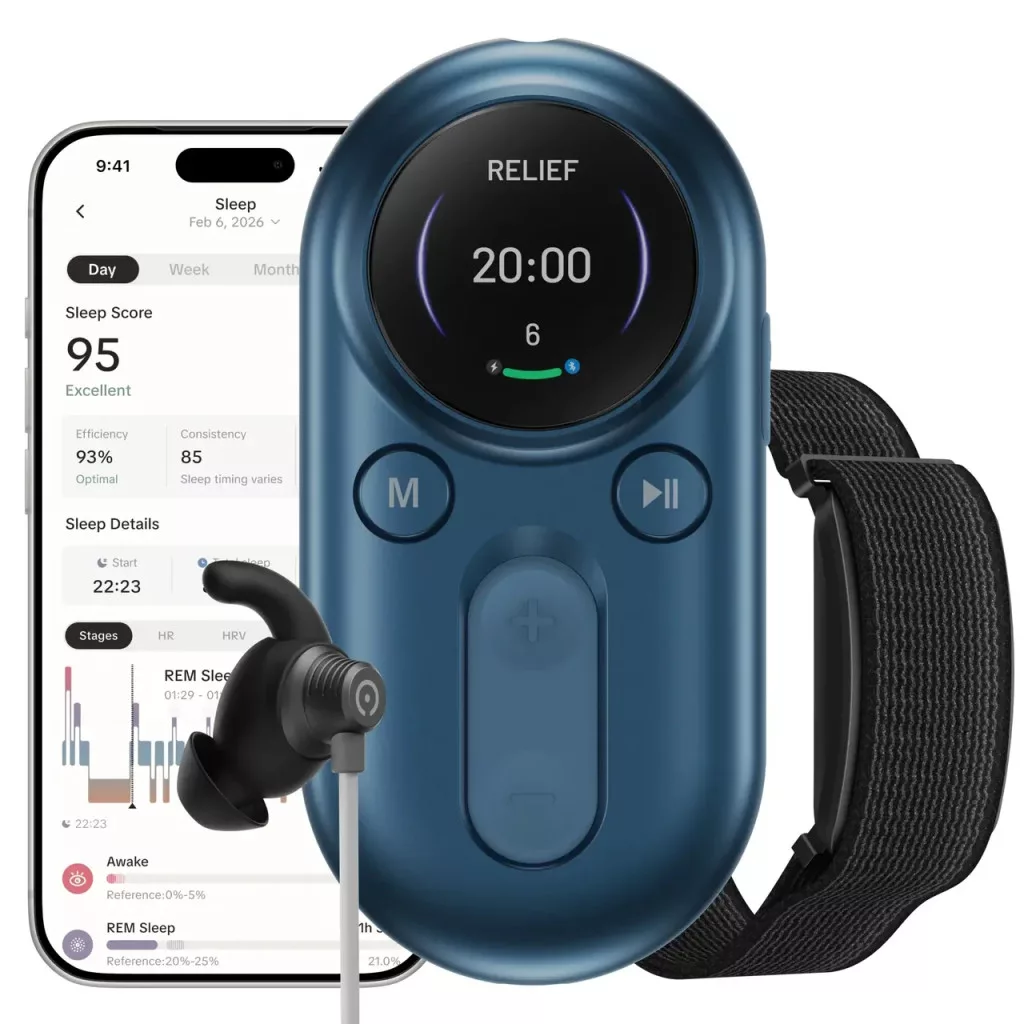 9:41
Sleep
Feb 6, 2026
Day Week Month
Sleep Score
95
Excellent
Efficiency Consistency
93% 85
Optimal Sleep timing varies
Sleep Details
Start sleep
22:23
Stages HR HRV
REM
01:29 -
22:23
Awake
Reference:0%-5%
REM Sleep
Reference:20%-25% 21.0%
RELIEF
20:00
6
M